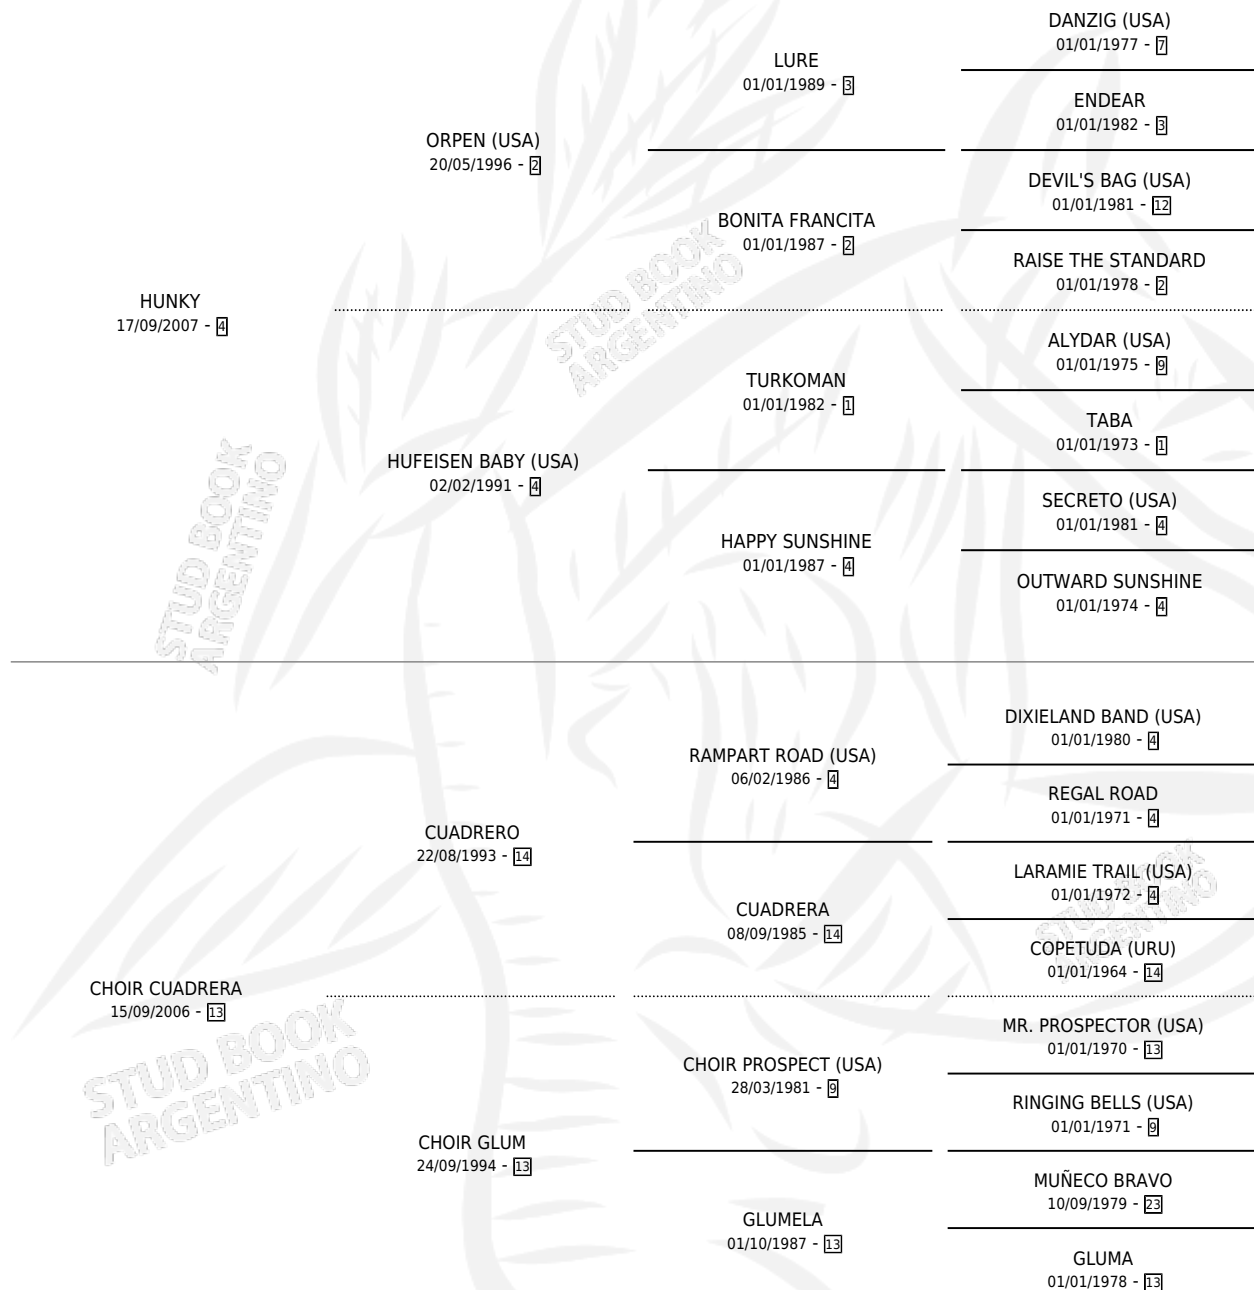 DANZIG (USA)
01/01/1977 - 7
LURE
01/01/1989 - 3
ENDEAR
01/01/1982 - 3
ORPEN (USA)
20/05/1996 - 2
DEVIL'S BAG (USA)
01/01/1981 - 12
BONITA FRANCITA
01/01/1987 - 2
RAISE THE STANDARD
01/01/1978 - 2
HUNKY
17/09/2007 - 4
ALYDAR (USA)
01/01/1975 - 9
TURKOMAN
01/01/1982 - 1
TABA
01/01/1973 - 1
HUFEISEN BABY (USA)
02/02/1991 - 4
SECRETO (USA)
01/01/1981 - 4
HAPPY SUNSHINE
01/01/1987 - 4
OUTWARD SUNSHINE
01/01/1974 - 4
STUD BOOK
ARGENTINO
STUD BOOK
ARGENTINO
DIXIELAND BAND (USA)
01/01/1980 - 4
RAMPART ROAD (USA)
06/02/1986 - 4
REGAL ROAD
01/01/1971 - 4
CUADRERO
22/08/1993 - 14
LARAMIE TRAIL (USA)
01/01/1972 - 4
CUADRERA
08/09/1985 - 14
COPETUDA (URU)
01/01/1964 - 14
CHOIR CUADRERA
15/09/2006 - 13
MR. PROSPECTOR (USA)
01/01/1970 - 13
CHOIR PROSPECT (USA)
28/03/1981 - 9
RINGING BELLS (USA)
01/01/1971 - 9
CHOIR GLUM
24/09/1994 - 13
MUÑECO BRAVO
10/09/1979 - 23
GLUMELA
01/10/1987 - 13
GLUMA
01/01/1978 - 13
STUD BOOK
ARGENTINO
STUD BOOK
ARGENTINO